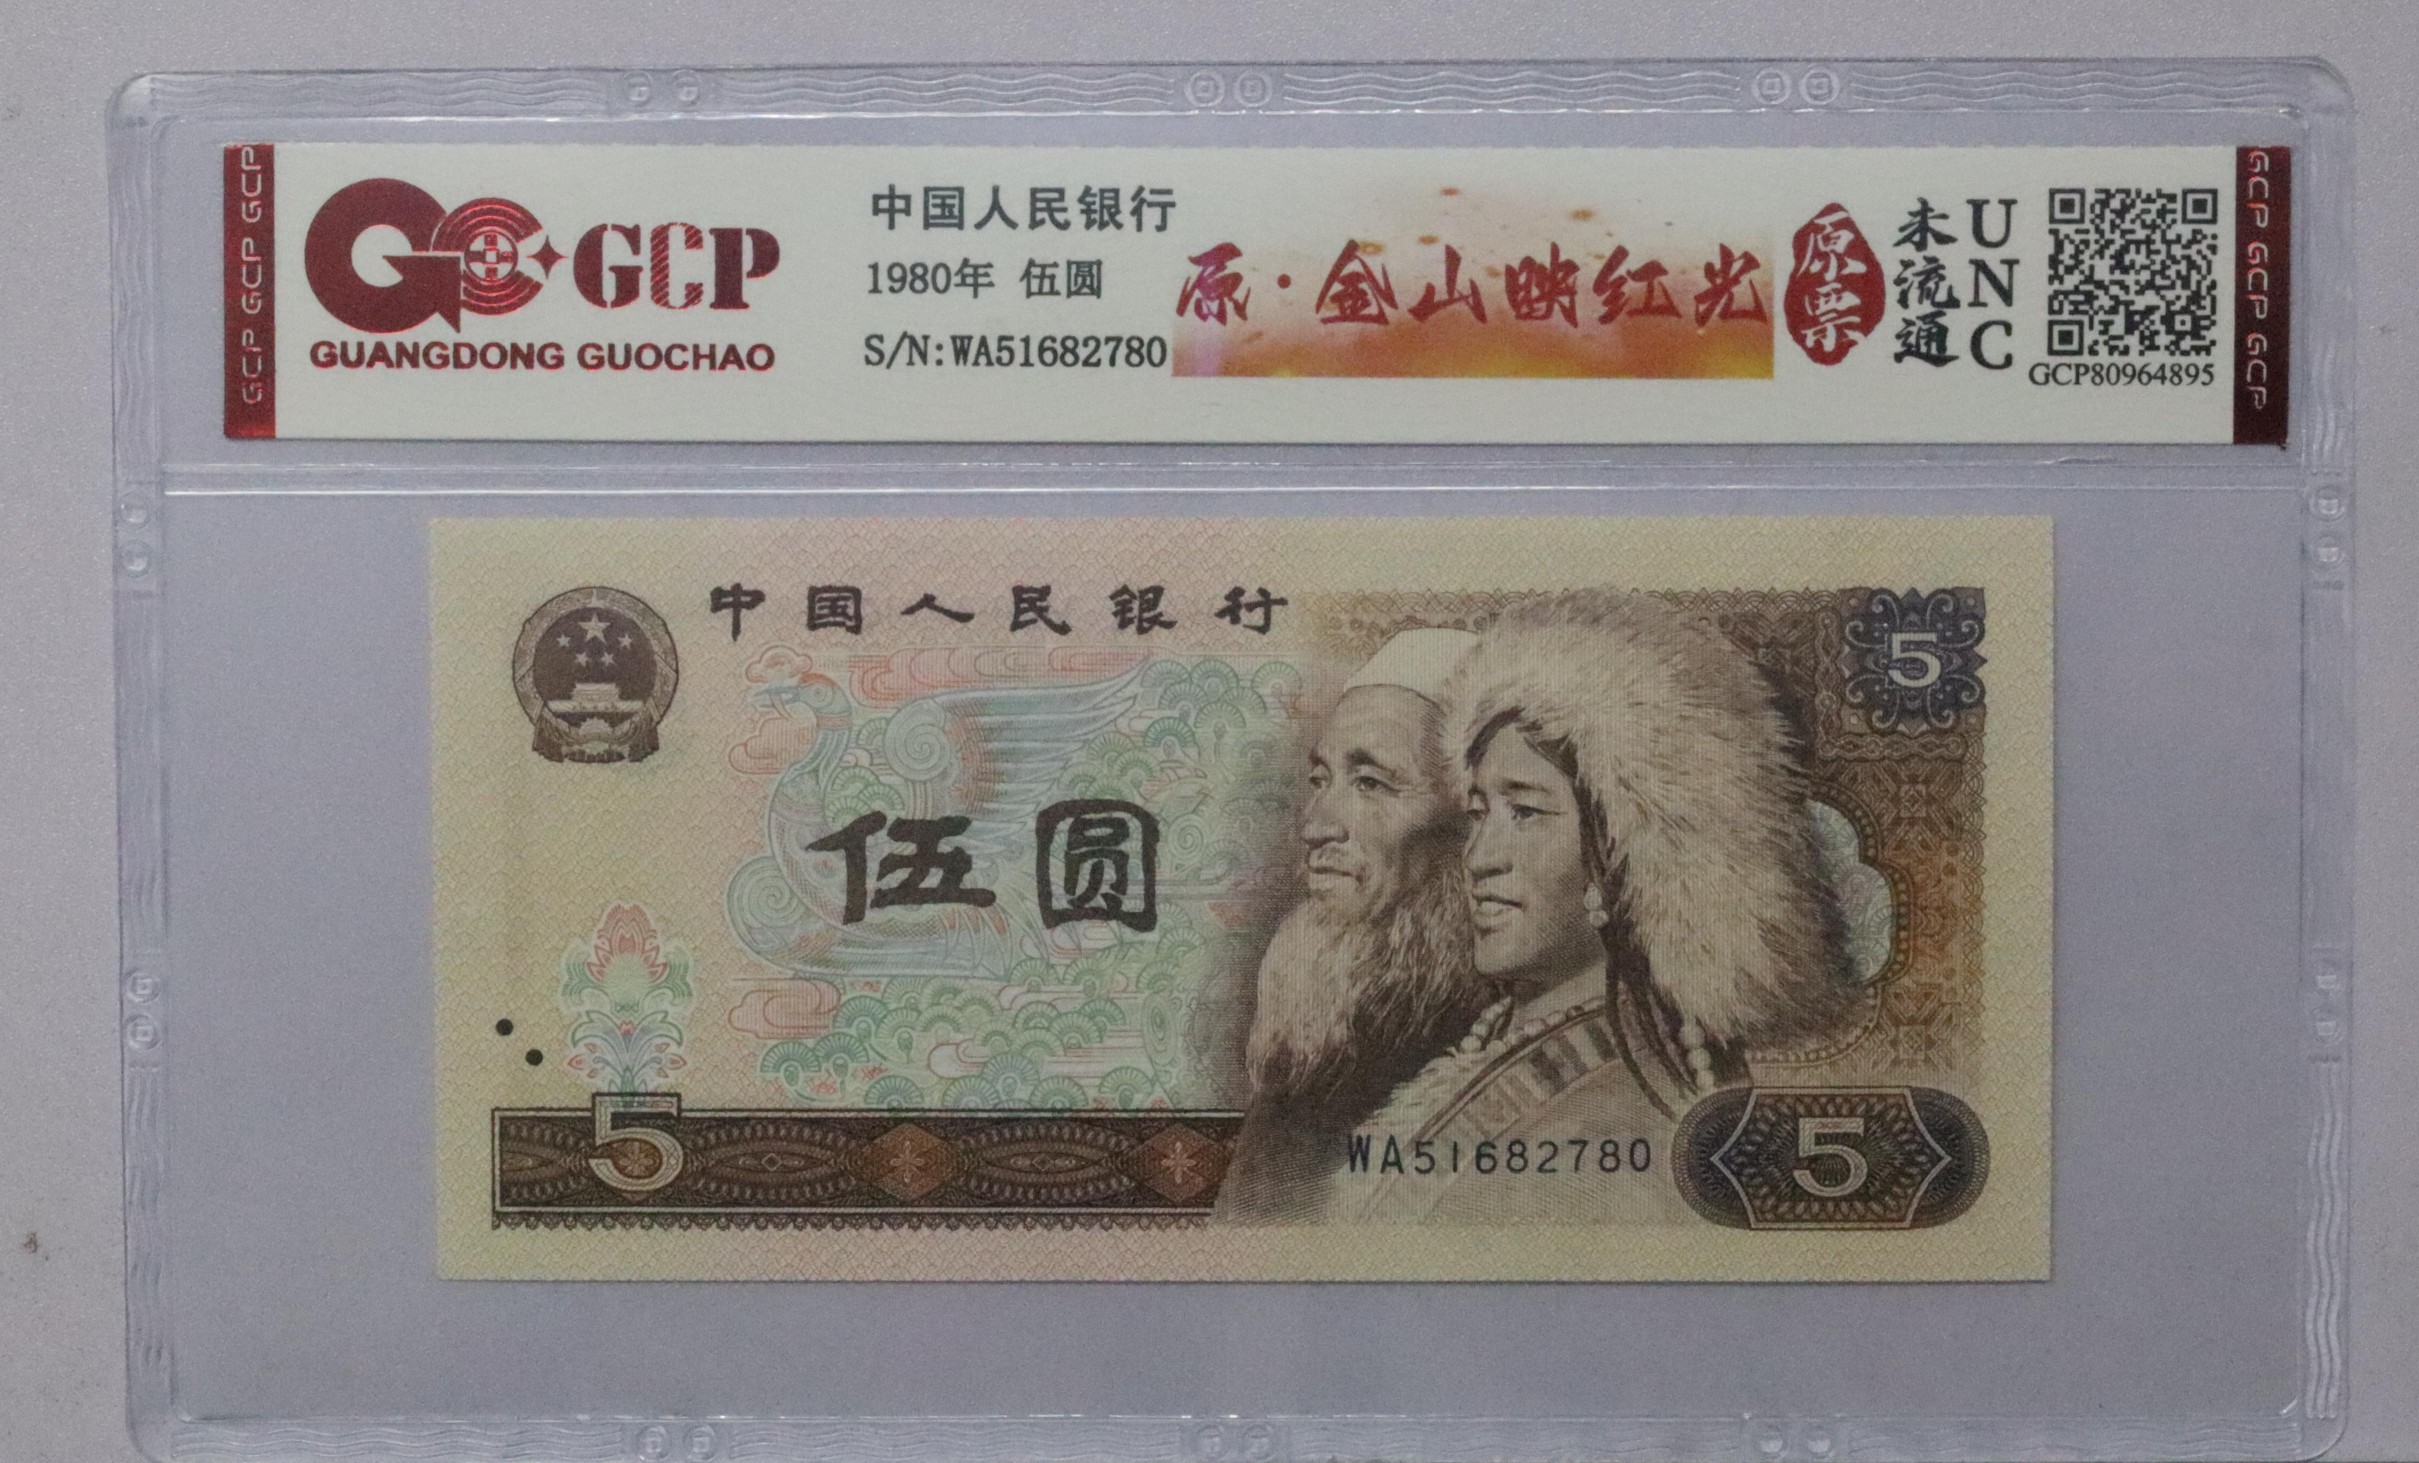 GCP GCP GCP
GCP
GUANGDONG GUOCHAO
中国人民银行
1980年 伍圆
S/N:WA51682780
原·金山映红光
原票
未流通
UNC
GCP80964895
GCP GCP GCP
中国人民银行
5
伍圆
5
WA51682780
5